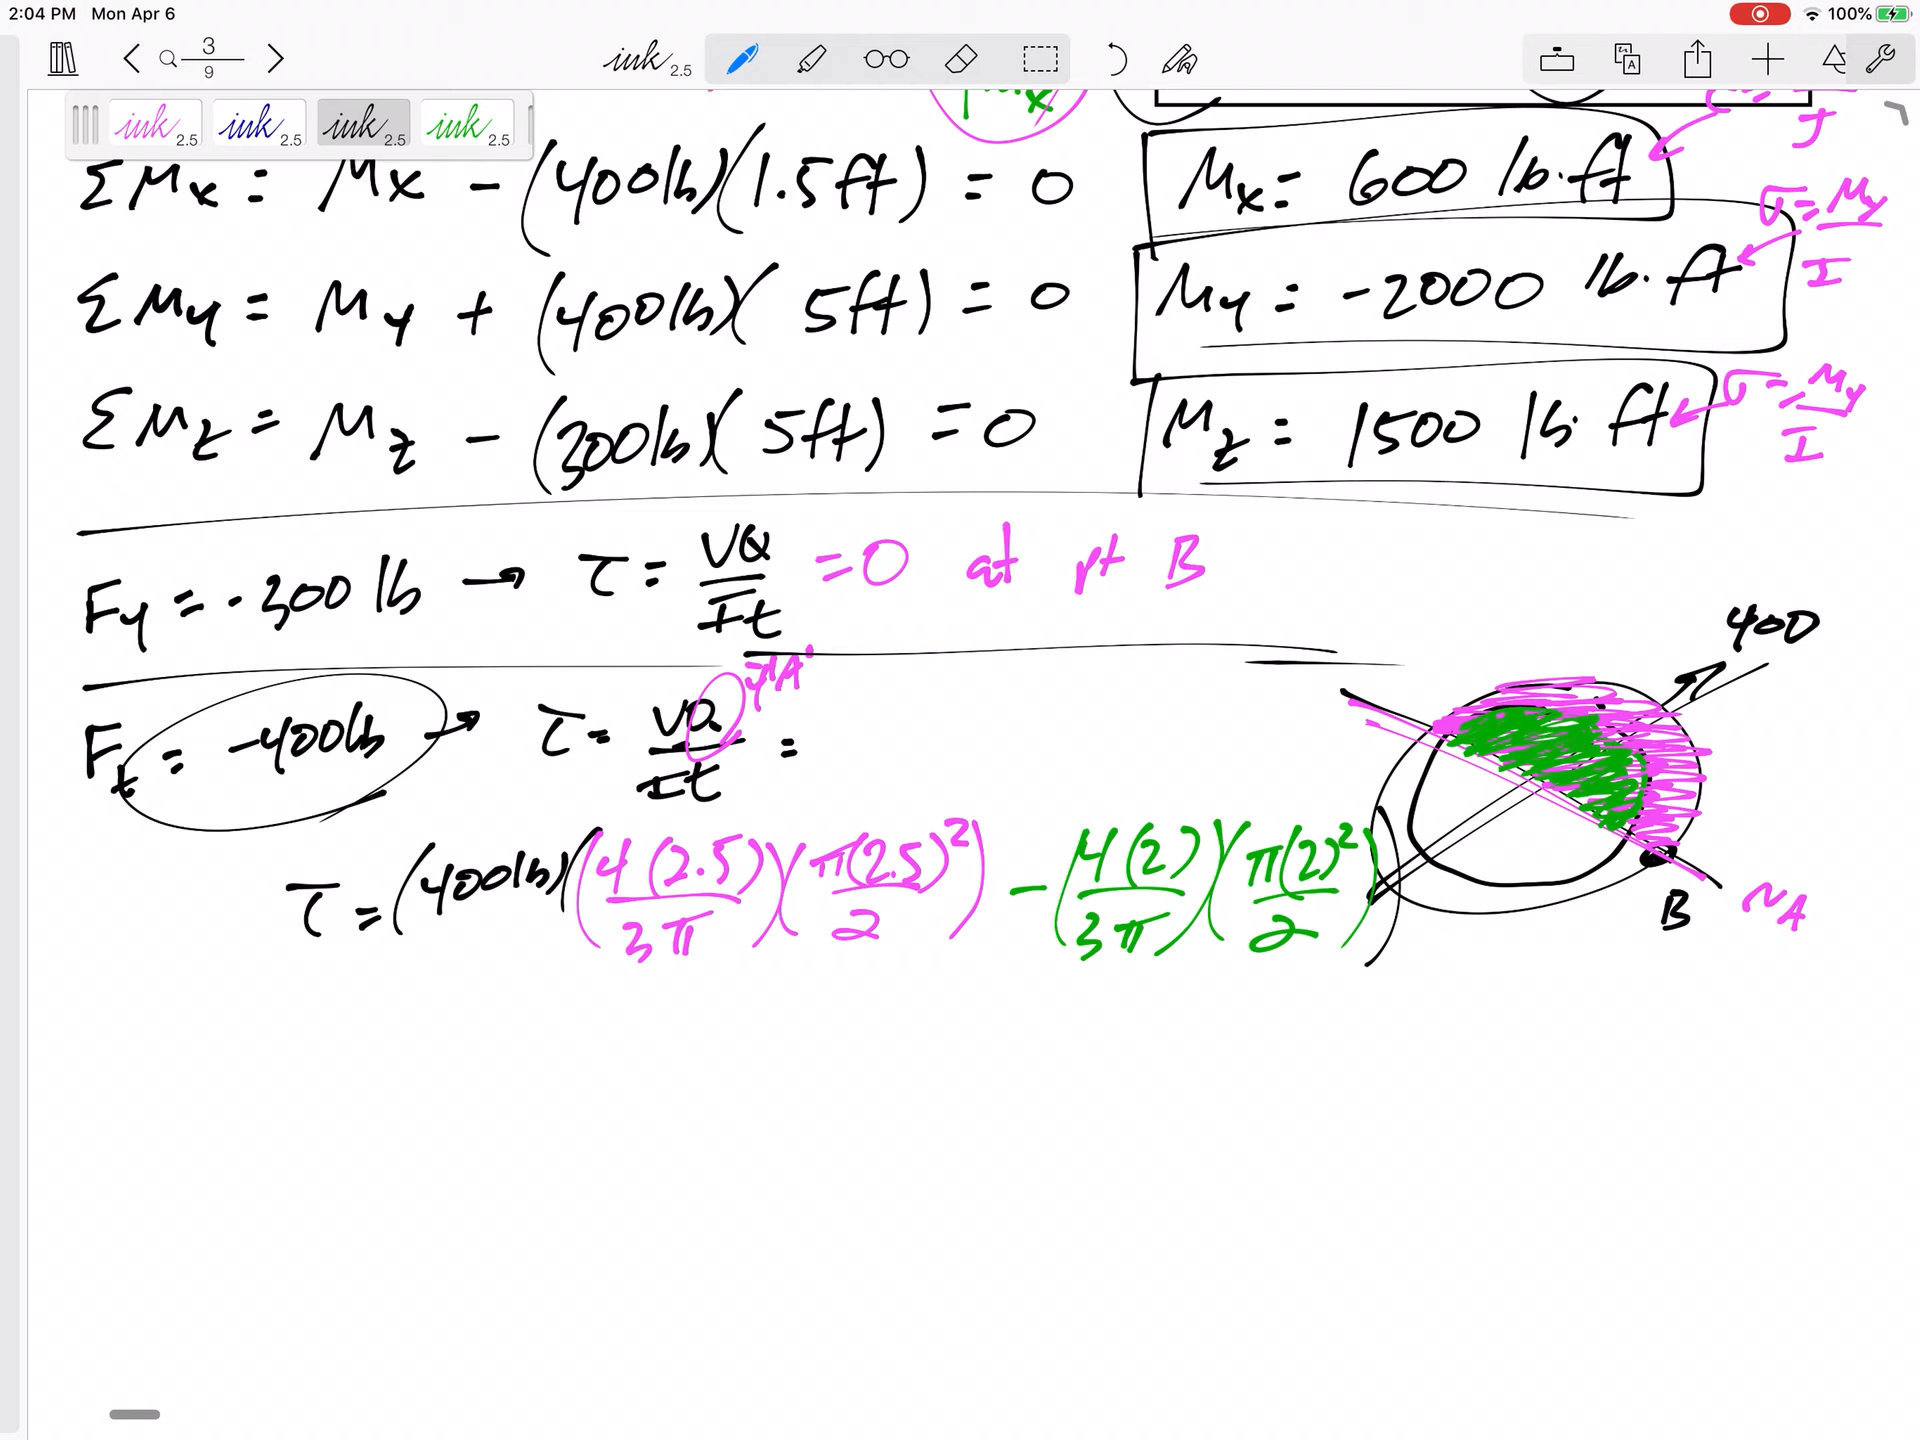 2:04 PM Mon Apr 6
100%
3
9
ink 2.5
A
ink 2.5 ink 2.5 ink 2.5 ink 2.5
J
ΣMx = Mx - (400lb)(1.5ft) = 0
Mx = 600 lb·ft
σ = My
I
ΣMy = My + (400lb)( 5ft) = 0
My = -2000 lb·ft
ΣMz = Mz - (300lb)( 5ft) = 0
Mz = 1500 lb·ft
σ = My
I
Fy = -300 lb → τ = VQ/It = 0 at pt B
400
Fz = -400lb → τ = VQ/It =
τ = (400lb)((4(2.5)/3π)(π(2.5)²/2) - (4(2)/3π)(π(2)²/2))
B
NA